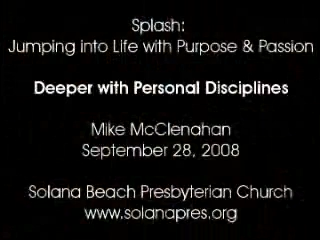 Splash:
Jumping into Life with Purpose & Passion
Deeper with Personal Disciplines
Mike McClenahan
September 28, 2008
Solana Beach Presbyterian Church
www.solanapres.org